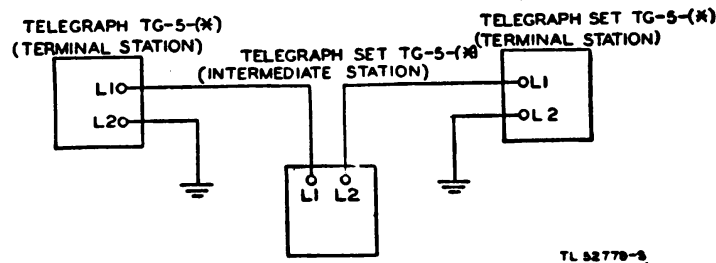 TELEGRAPH TG-5-(*)
(TERMINAL STATION)
TELEGRAPH SET TG-5-(*)
(INTERMEDIATE STATION)
TELEGRAPH SET TG-5-(*)
(TERMINAL STATION)
L1
L2
L1
L2
L1 L2
TL 52779-S